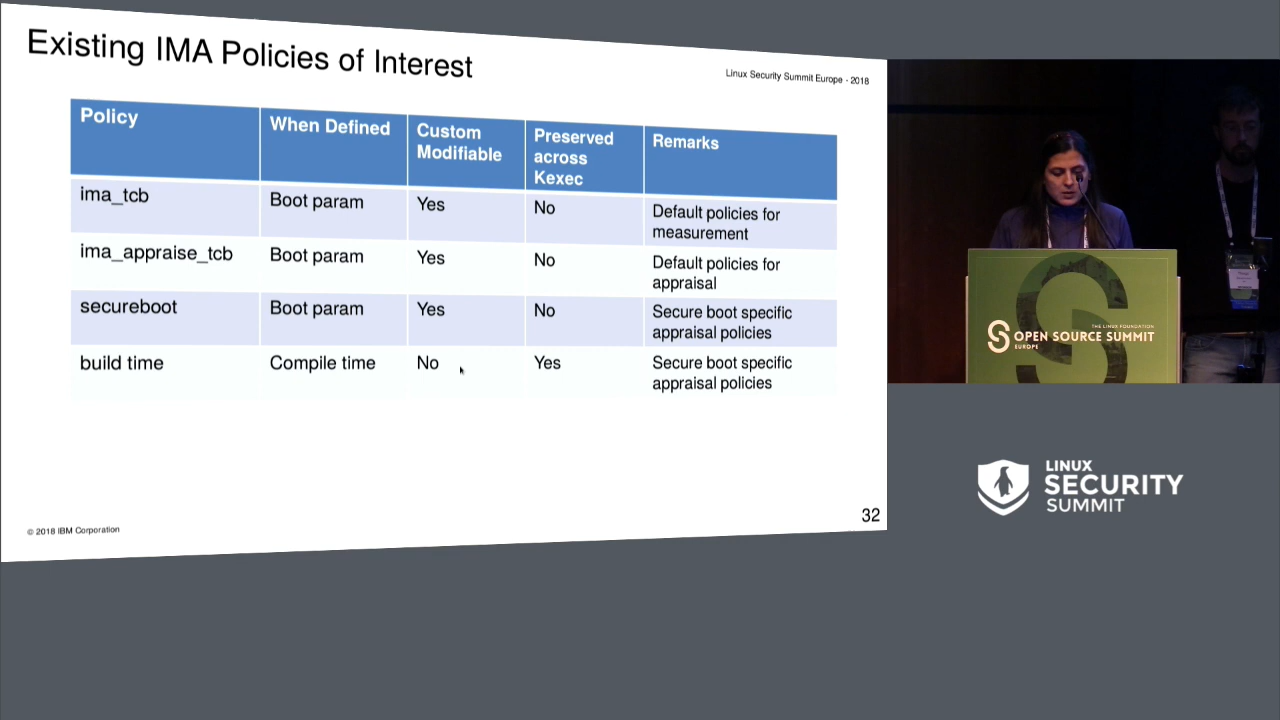 Existing IMA Policies of Interest
Linux Security Summit Europe - 2018
Policy
When Defined
Custom
Modifiable
Preserved
across
Kexec
Remarks
ima_tcb
Boot param
Yes
No
Default policies for
measurement
ima_appraise_tcb
Boot param
Yes
No
Default policies for
appraisal
secureboot
Boot param
Yes
No
Secure boot specific
appraisal policies
build time
Compile time
No
Yes
Secure boot specific
appraisal policies
© 2018 IBM Corporation
32
THE LINUX FOUNDATION
OPEN SOURCE SUMMIT
EUROPE
LINUX
SECURITY
SUMMIT